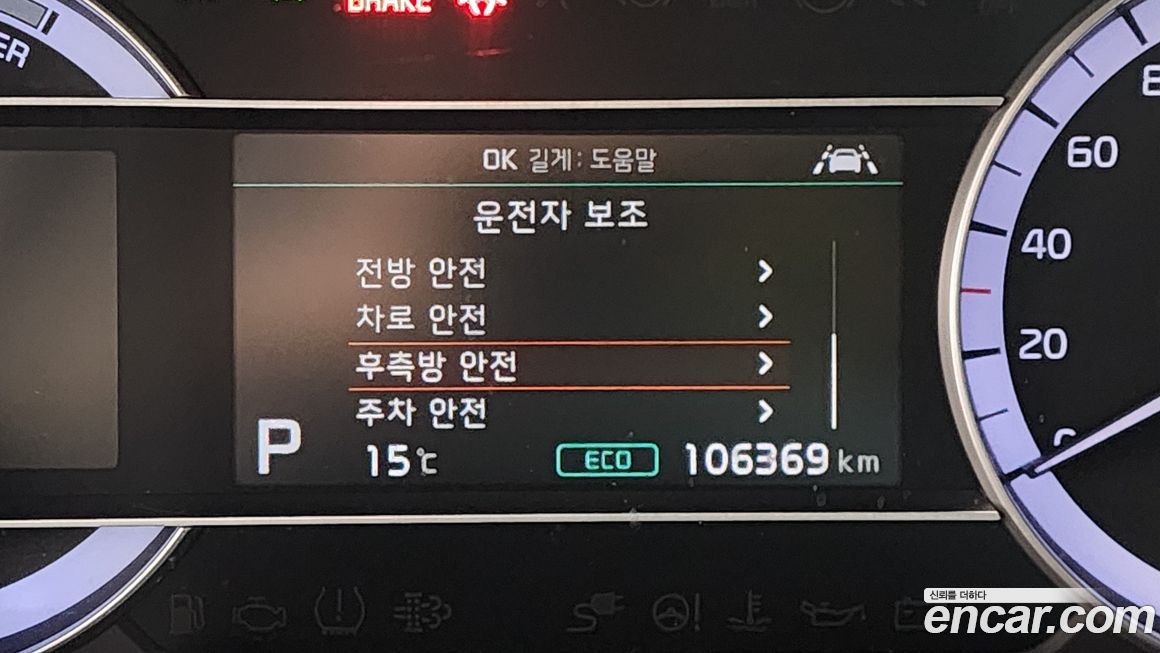 BRAKE
ER
OK 길게 : 도움말
운전자 보조
전방 안전
차로 안전
후측방 안전
주차 안전
P 15℃ ECO 106369 km
8
60
40
20
0
신뢰를 더하다
encar.com